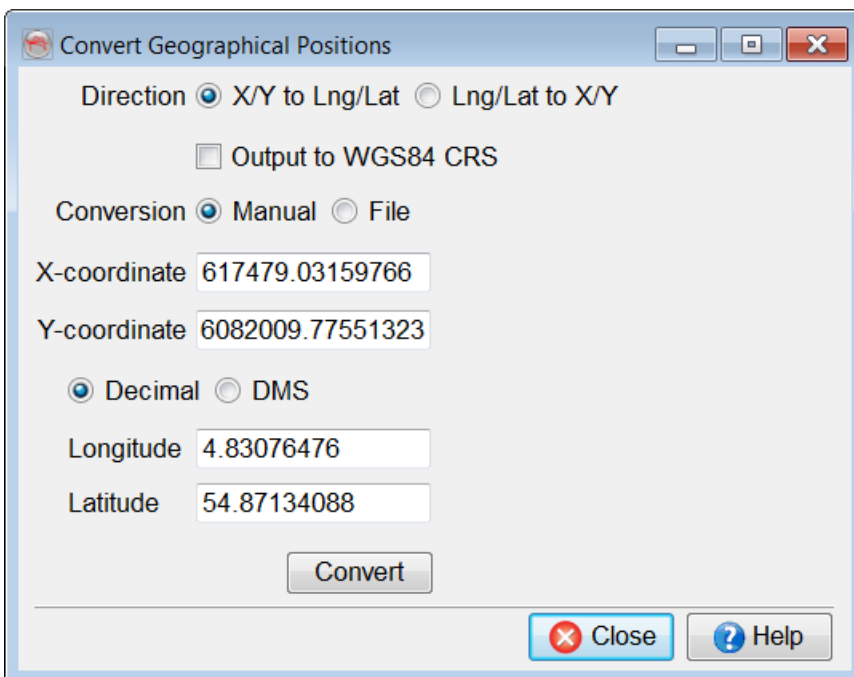 Convert Geographical Positions
Direction X/Y to Lng/Lat Lng/Lat to X/Y
Output to WGS84 CRS
Conversion Manual File
X-coordinate 617479.03159766
Y-coordinate 6082009.77551323
Decimal DMS
Longitude 4.83076476
Latitude 54.87134088
Convert
Close Help